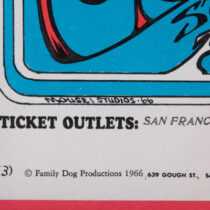 MOUSE! STUDIOS · 66
TICKET OUTLETS: SAN FRANC
3) © Family Dog Productions 1966 639 GOUGH ST., S